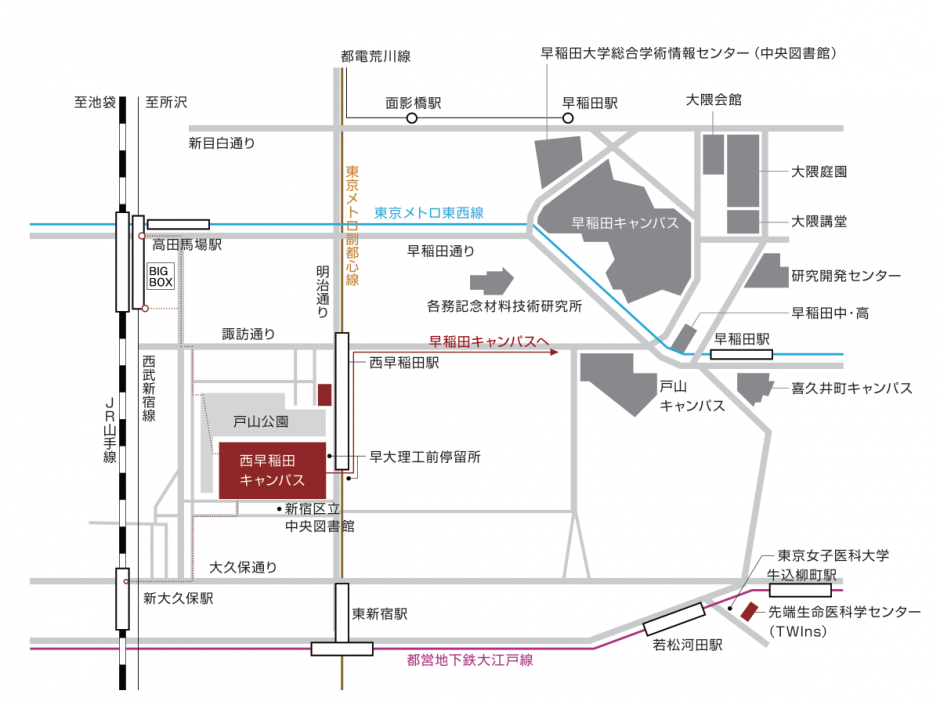 早稲田大学総合学術情報センター（中央図書館）
都電荒川線
至池袋
至所沢
面影橋駅
早稲田駅
大隈会館
新目白通り
大隈庭園
東京メトロ副都心線
東京メトロ東西線
早稲田キャンパス
大隈講堂
高田馬場駅
早稲田通り
BIG
BOX
明治通り
研究開発センター
各務記念材料技術研究所
早稲田中・高
諏訪通り
早稲田キャンパスへ
早稲田駅
西武新宿線
西早稲田駅
戸山
キャンパス
喜久井町キャンパス
JR山手線
戸山公園
西早稲田
キャンパス
早大理工前停留所
新宿区立
中央図書館
大久保通り
東京女子医科大学
牛込柳町駅
新大久保駅
東新宿駅
先端生命医科学センター
（TWIns）
若松河田駅
都営地下鉄大江戸線